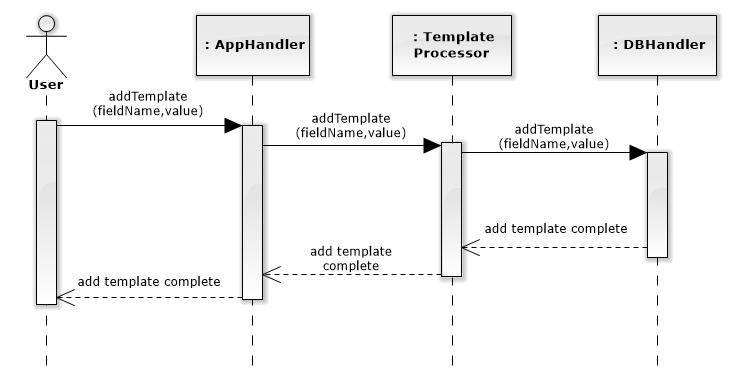 : AppHandler
: Template
Processor
: DBHandler
User
addTemplate
(fieldName,value)
addTemplate
(fieldName,value)
addTemplate
(fieldName,value)
add template complete
add template
complete
add template complete